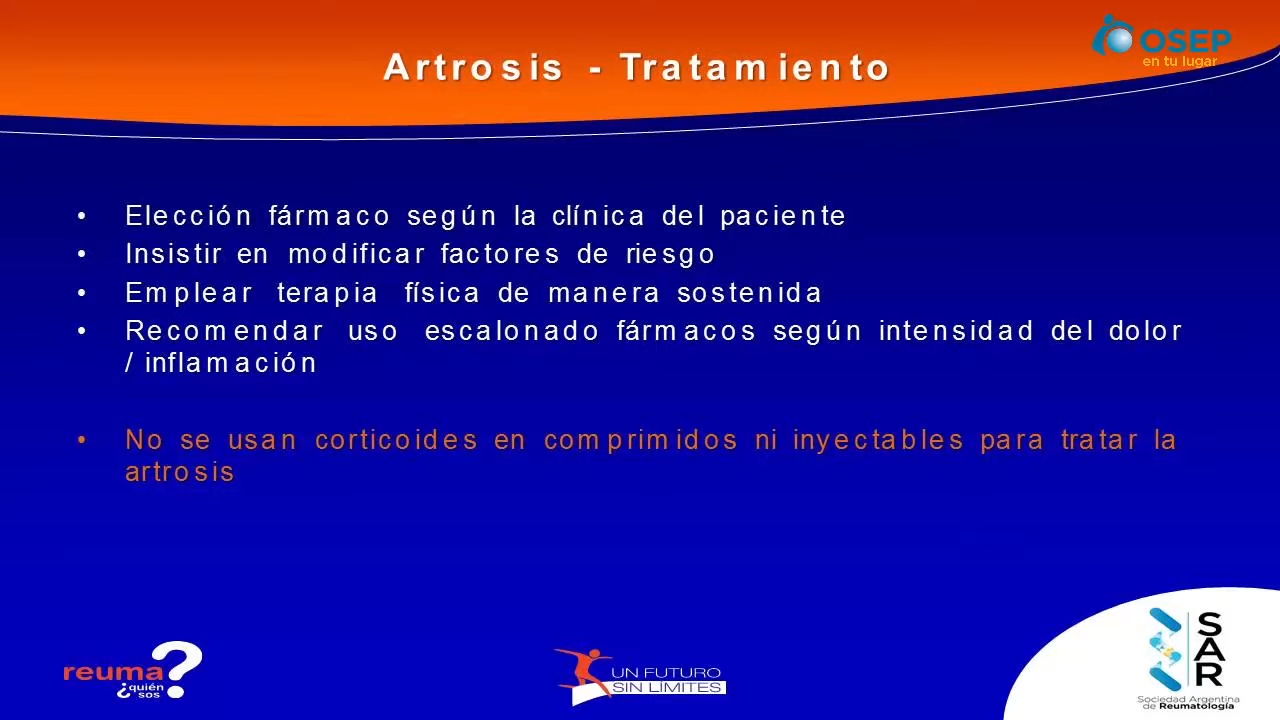 Artrosis - Tratamiento
OSEP
en tu lugar
• Elección fármaco según la clínica del paciente
• Insistir en modificar factores de riesgo
• Emplear terapia física de manera sostenida
• Recomendar uso escalonado fármacos según intensidad del dolor
/ inflamación
• No se usan corticoides en comprimidos ni inyectables para tratar la
artrosis
reuma?
¿quién
sos
UN FUTURO
SIN LÍMITES
SAR
Sociedad Argentina
de Reumatología